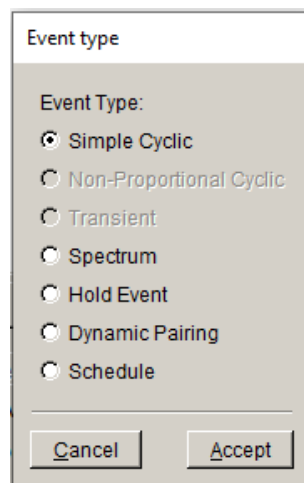 Event type
Event Type:
Simple Cyclic
Non-Proportional Cyclic
Transient
Spectrum
Hold Event
Dynamic Pairing
Schedule
Cancel Accept